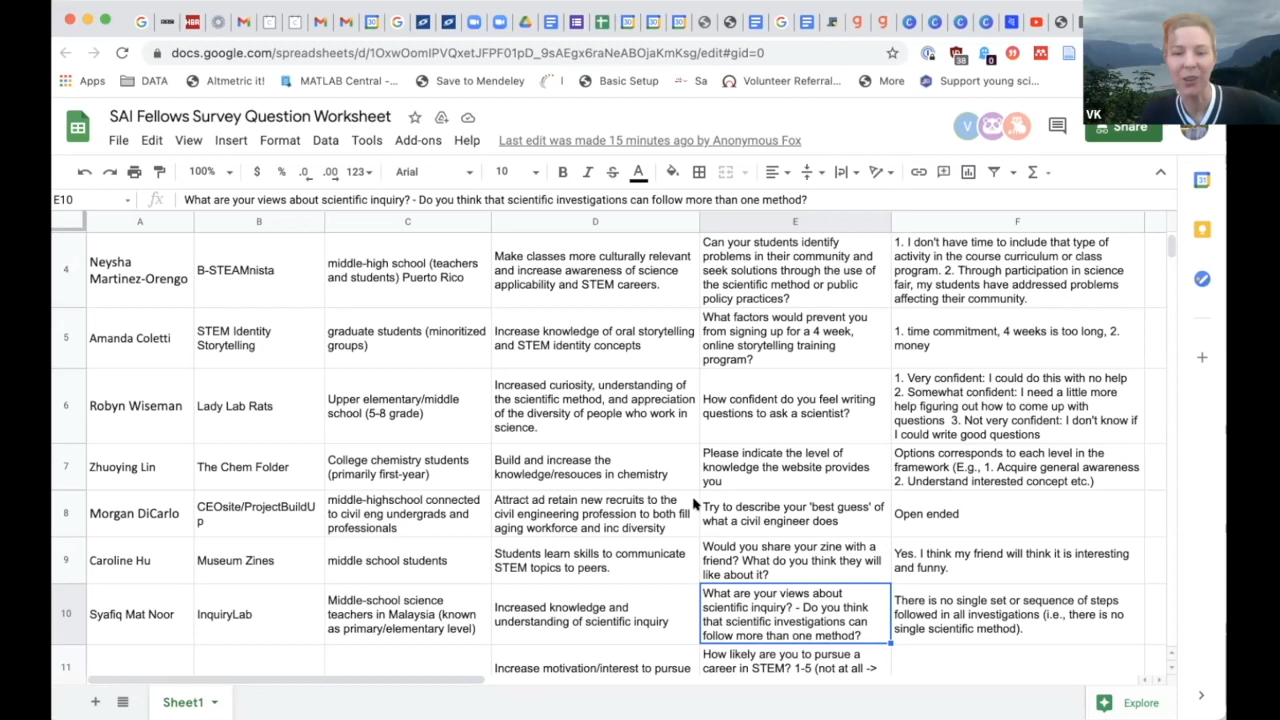 docs.google.com/spreadsheets/d/1OxwOomIPVQxetJFPF01pD_9sAEgx6raNeABOjaKmKsg/edit#gid=0
Apps DATA Altmetric it! MATLAB Central -... Save to Mendeley I Basic Setup Sa Volunteer Referral... More Support young sci...
VK
SAI Fellows Survey Question Worksheet
Share
File Edit View Insert Format Data Tools Add-ons Help Last edit was made 15 minutes ago by Anonymous Fox
100% $ % .0 .00 123 Arial 10 B I S A
E10 fx What are your views about scientific inquiry? - Do you think that scientific investigations can follow more than one method?
A B C D E F
4
Neysha
Martinez-Orengo
B-STEAMnista
middle-high school (teachers
and students) Puerto Rico
Make classes more culturally relevant
and increase awareness of science
applicability and STEM careers.
Can your students identify
problems in their community and
seek solutions through the use of
the scientific method or public
policy practices?
1. I don't have time to include that type of
activity in the course curriculum or class
program. 2. Through participation in science
fair, my students have addressed problems
affecting their community.
5
Amanda Coletti
STEM Identity
Storytelling
graduate students (minoritized
groups)
Increase knowledge of oral storytelling
and STEM identity concepts
What factors would prevent you
from signing up for a 4 week,
online storytelling training
program?
1. time commitment, 4 weeks is too long, 2.
money
6
Robyn Wiseman
Lady Lab Rats
Upper elementary/middle
school (5-8 grade)
Increased curiosity, understanding of
the scientific method, and appreciation
of the diversity of people who work in
science.
How confident do you feel writing
questions to ask a scientist?
1. Very confident: I could do this with no help
2. Somewhat confident: I need a little more
help figuring out how to come up with
questions 3. Not very confident: I don't know if
I could write good questions
7
Zhuoying Lin
The Chem Folder
College chemistry students
(primarily first-year)
Build and increase the
knowledge/resouces in chemistry
Please indicate the level of
knowledge the website provides
you
Options corresponds to each level in the
framework (E.g., 1. Acquire general awareness
2. Understand interested concept etc.)
8
Morgan DiCarlo
CEOsite/ProjectBuildU
p
middle-highschool connected
to civil eng undergrads and
professionals
Attract ad retain new recruits to the
civil engineering profession to both fill
aging workforce and inc diversity
Try to describe your 'best guess' of
what a civil engineer does
Open ended
9
Caroline Hu
Museum Zines
middle school students
Students learn skills to communicate
STEM topics to peers.
Would you share your zine with a
friend? What do you think they will
like about it?
Yes. I think my friend will think it is interesting
and funny.
10
Syafiq Mat Noor
InquiryLab
Middle-school science
teachers in Malaysia (known
as primary/elementary level)
Increased knowledge and
understanding of scientific inquiry
What are your views about
scientific inquiry? - Do you think
that scientific investigations can
follow more than one method?
There is no single set or sequence of steps
followed in all investigations (i.e., there is no
single scientific method).
11
Increase motivation/interest to pursue
How likely are you to pursue a
career in STEM? 1-5 (not at all ->
Sheet1
Explore